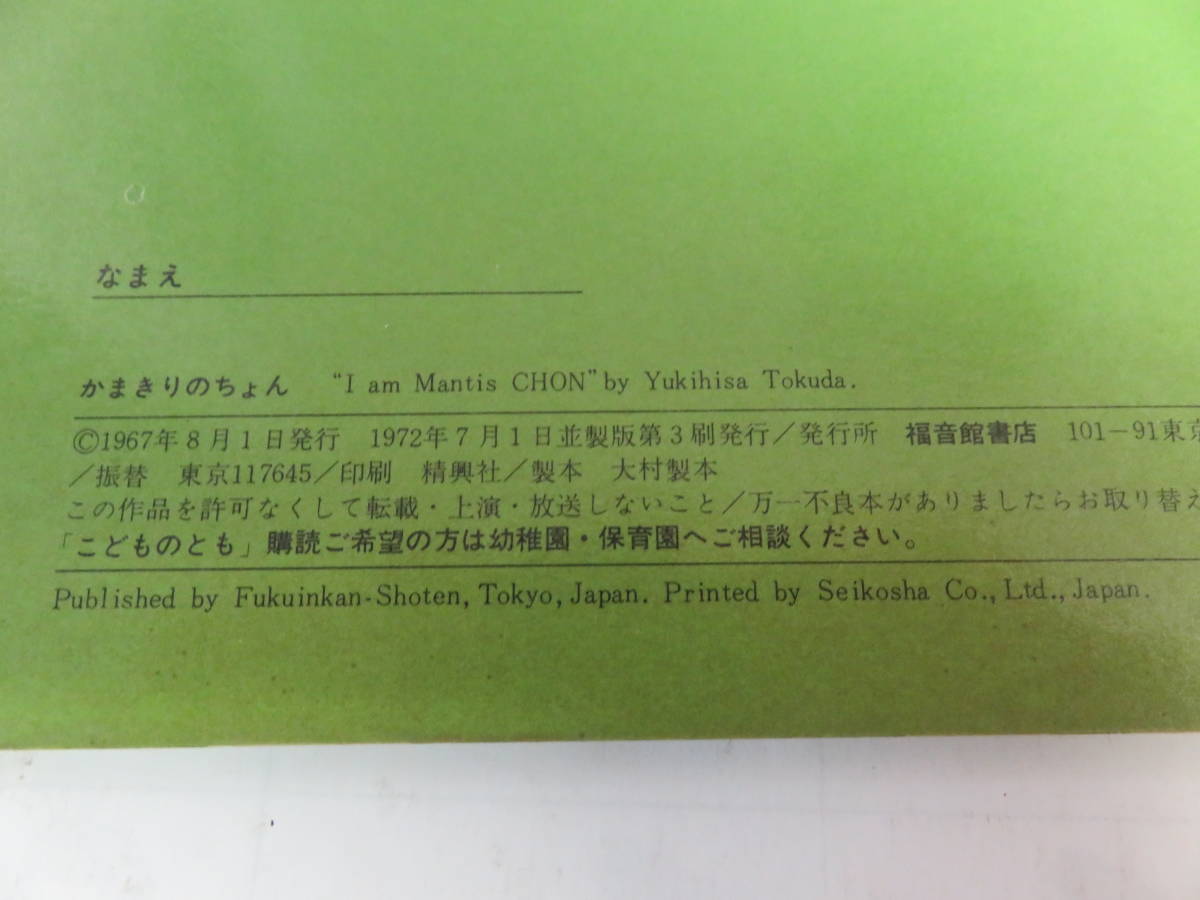 なまえ
かまきりのちょん “I am Mantis CHON” by Yukihisa Tokuda.
©1967年8月1日発行 1972年7月1日並製版第3刷発行/発行所 福音館書店 101-91東京
/振替 東京117645/印刷 精興社/製本 大村製本
この作品を許可なくして転載・上演・放送しないこと/万一不良本がありましたらお取り替え
「こどものとも」購読ご希望の方は幼稚園・保育園へご相談ください。
Published by Fukuinkan-Shoten, Tokyo, Japan. Printed by Seikosha Co., Ltd., Japan.